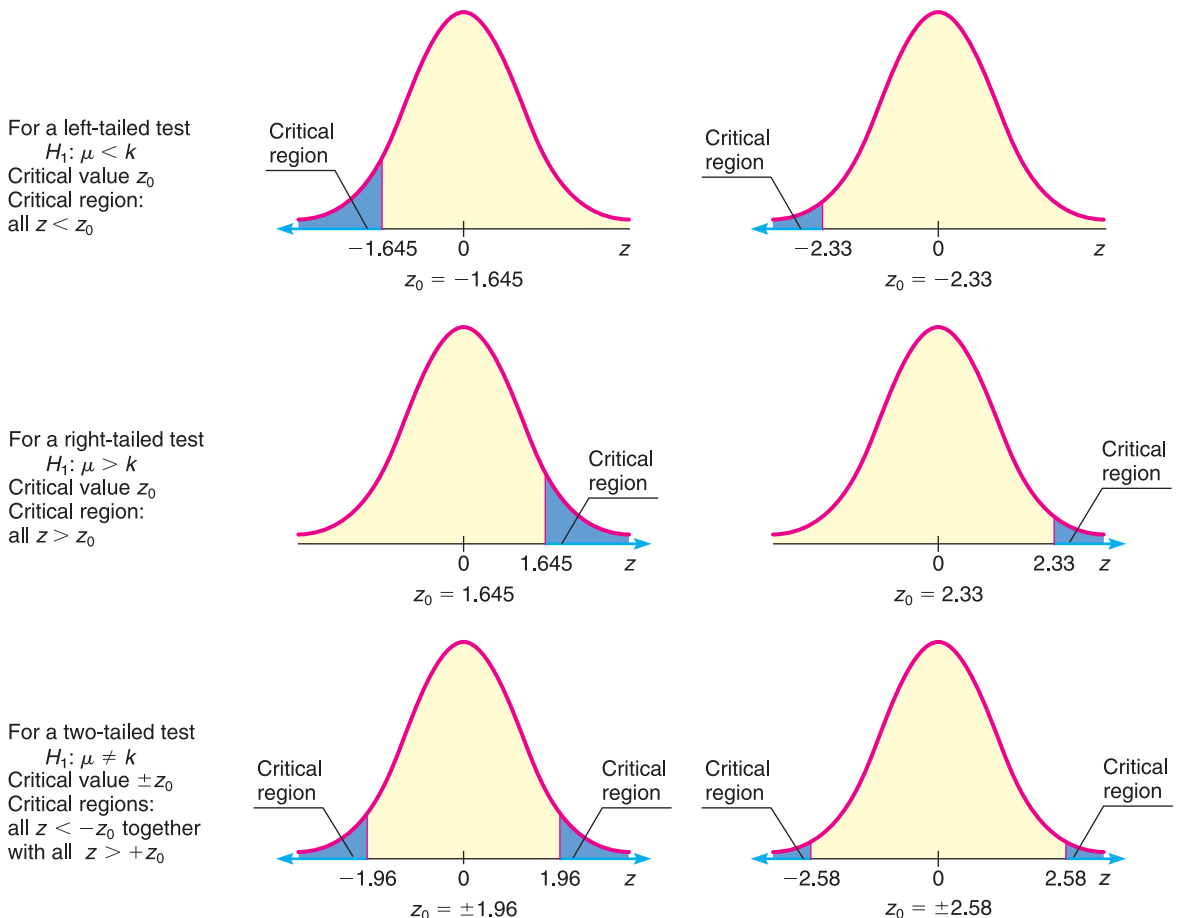 For a left-tailed test
H₁: μ < k
Critical value z₀
Critical region:
all z < z₀
Critical
region
−1.645
0
z
z₀ = −1.645
Critical
region
−2.33
0
z
z₀ = −2.33
For a right-tailed test
H₁: μ > k
Critical value z₀
Critical region:
all z > z₀
Critical
region
0
1.645
z
z₀ = 1.645
Critical
region
0
2.33
z
z₀ = 2.33
For a two-tailed test
H₁: μ ≠ k
Critical value ±z₀
Critical regions:
all z < −z₀ together
with all z > +z₀
Critical
region
Critical
region
−1.96
0
1.96
z
z₀ = ±1.96
Critical
region
Critical
region
−2.58
0
2.58
z
z₀ = ±2.58